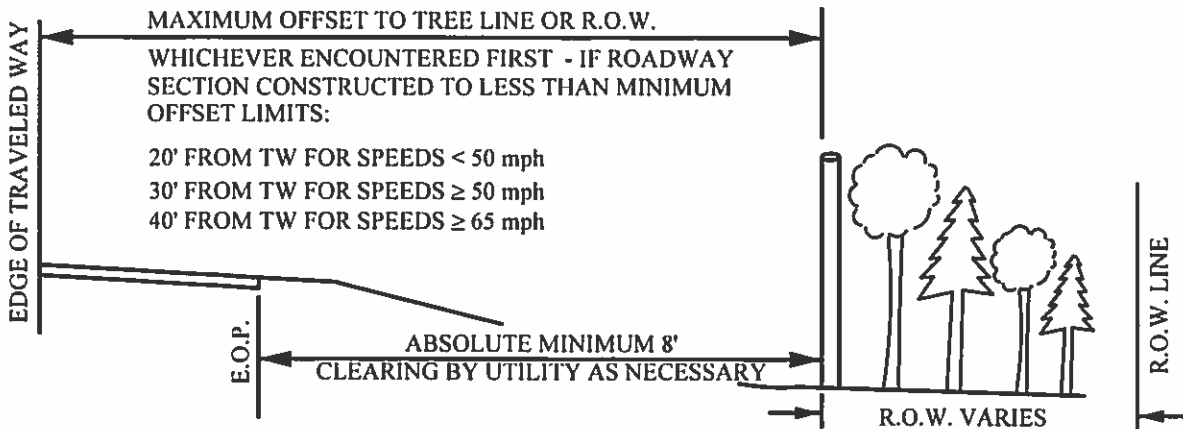 MAXIMUM OFFSET TO TREE LINE OR R.O.W.
WHICHEVER ENCOUNTERED FIRST - IF ROADWAY
SECTION CONSTRUCTED TO LESS THAN MINIMUM
OFFSET LIMITS:
20' FROM TW FOR SPEEDS < 50 mph
30' FROM TW FOR SPEEDS ≥ 50 mph
40' FROM TW FOR SPEEDS ≥ 65 mph
EDGE OF TRAVELED WAY
E.O.P.
ABSOLUTE MINIMUM 8'
CLEARING BY UTILITY AS NECESSARY
R.O.W. VARIES
R.O.W. LINE